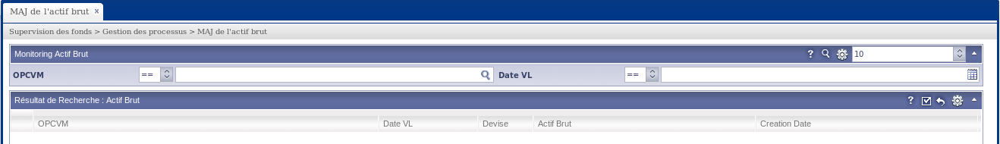 MAJ de l'actif brut x
Supervision des fonds > Gestion des processus > MAJ de l'actif brut
Monitoring Actif Brut ? 10
OPCVM == Date VL ==
Résultat de Recherche : Actif Brut ?
OPCVM Date VL Devise Actif Brut Creation Date